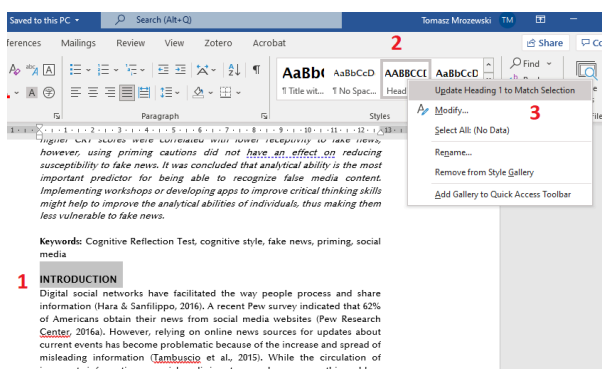 Saved to this PC
Search (Alt+Q)
Tomasz Mrozewski TM
ferences Mailings Review View Zotero Acrobat
2
Share
Co
AaBb( AaBbCcD AABBCCI AaBbCcD
¶ Title wit... ¶ No Spac... Head
Find
Paragraph
Styles
Update Heading 1 to Match Selection
Modify...
3
Select All: (No Data)
Rename...
Remove from Style Gallery
Add Gallery to Quick Access Toolbar
higher CRT scores were correlated with lower receptivity to fake news,
however, using priming cautions did not have an effect on reducing
susceptibility to fake news. It was concluded that analytical ability is the most
important predictor for being able to recognize false media content.
Implementing workshops or developing apps to improve critical thinking skills
might help to improve the analytical abilities of individuals, thus making them
less vulnerable to fake news.
Keywords: Cognitive Reflection Test, cognitive style, fake news, priming, social
media
1
INTRODUCTION
Digital social networks have facilitated the way people process and share
information (Hara & Sanfilippo, 2016). A recent Pew survey indicated that 62%
of Americans obtain their news from social media websites (Pew Research
Center, 2016a). However, relying on online news sources for updates about
current events has become problematic because of the increase and spread of
misleading information (Tambuscio et al., 2015). While the circulation of